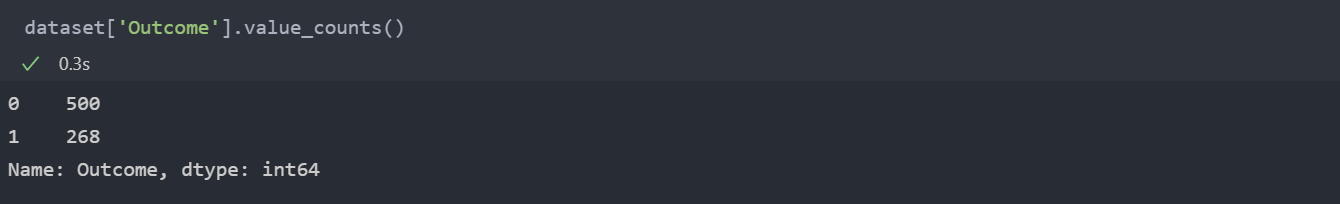 dataset['Outcome'].value_counts()
✓ 0.3s
0    500
1    268
Name: Outcome, dtype: int64